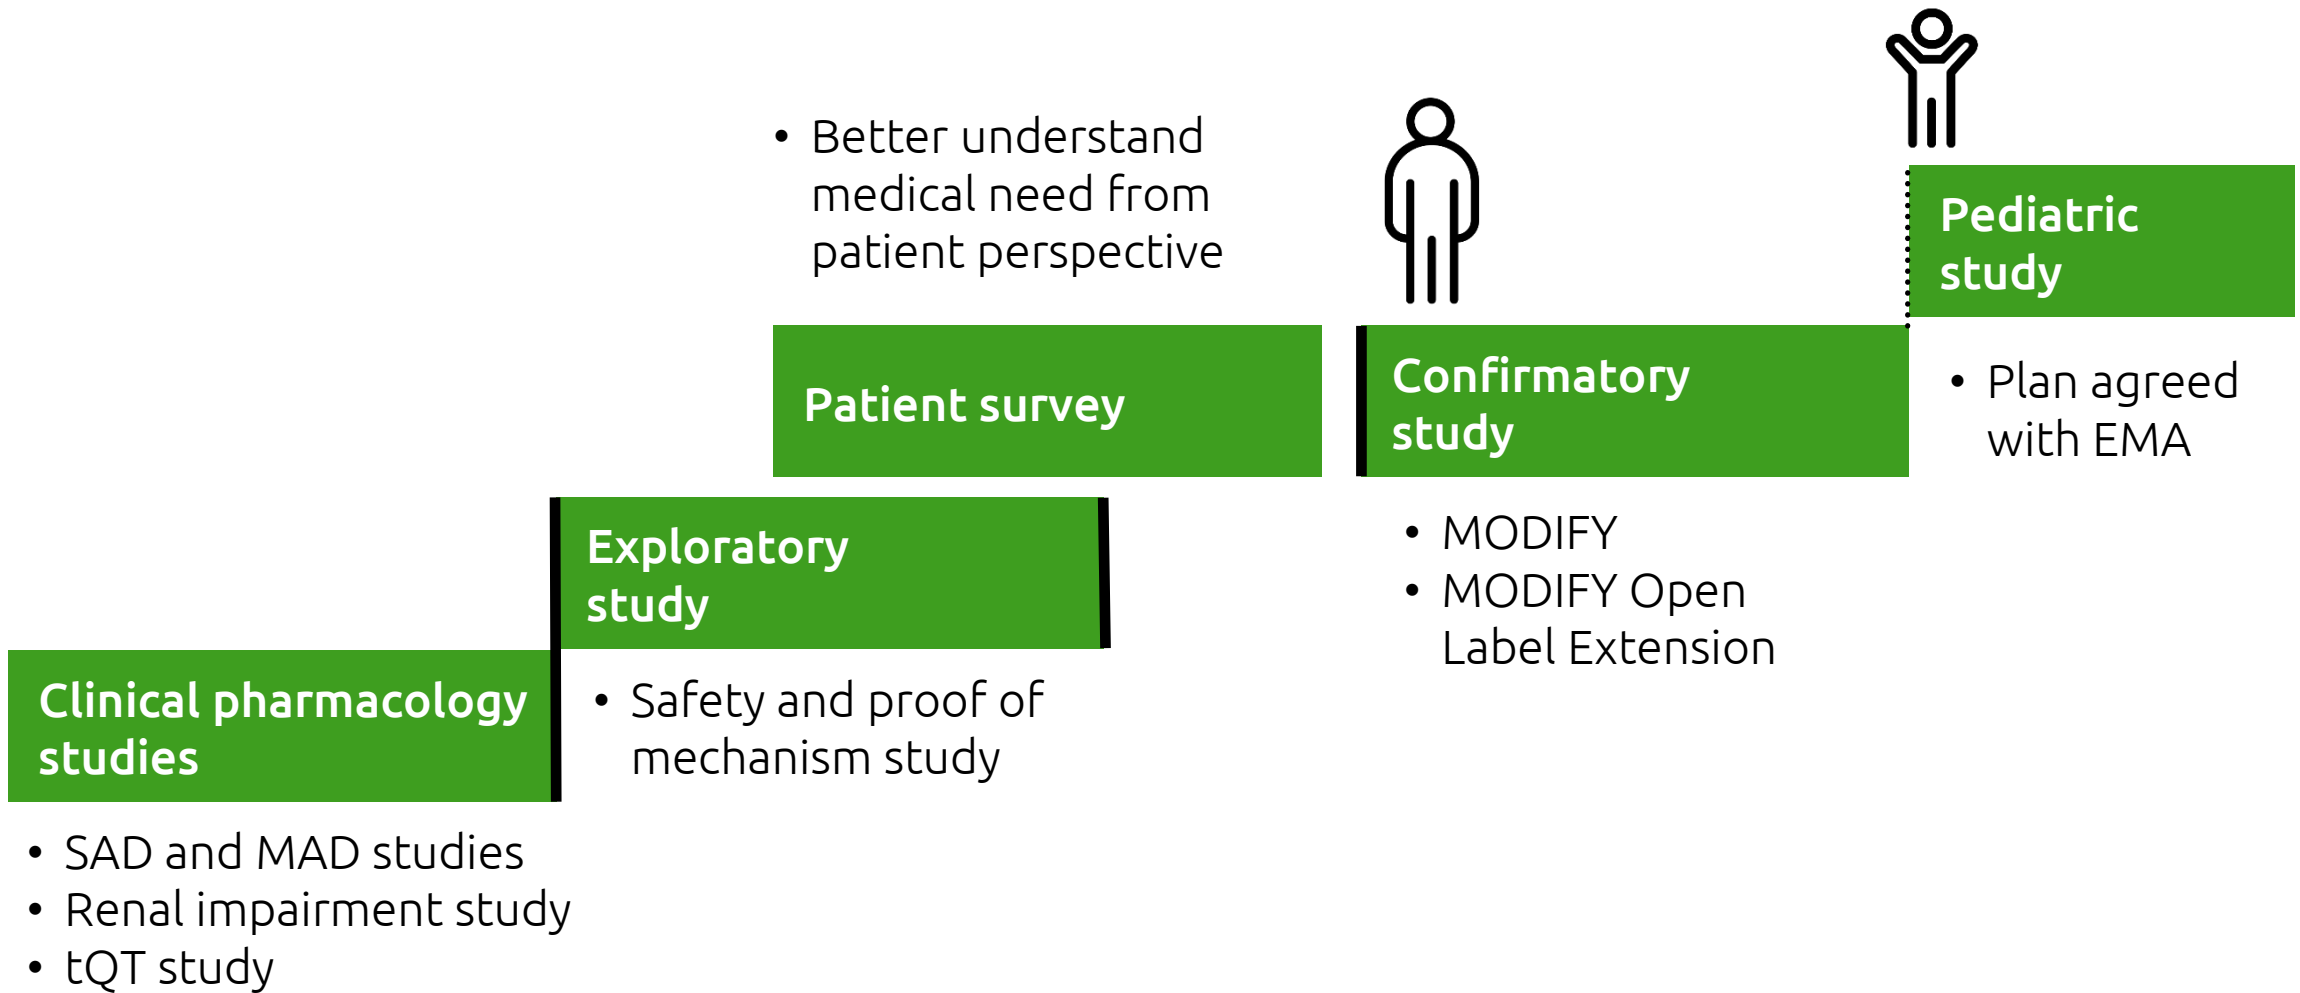 Clinical pharmacology
studies
• SAD and MAD studies
• Renal impairment study
• tQT study
Exploratory
study
• Safety and proof of
mechanism study
• Better understand
medical need from
patient perspective
Patient survey
Confirmatory
study
• MODIFY
• MODIFY Open
Label Extension
Pediatric
study
• Plan agreed
with EMA